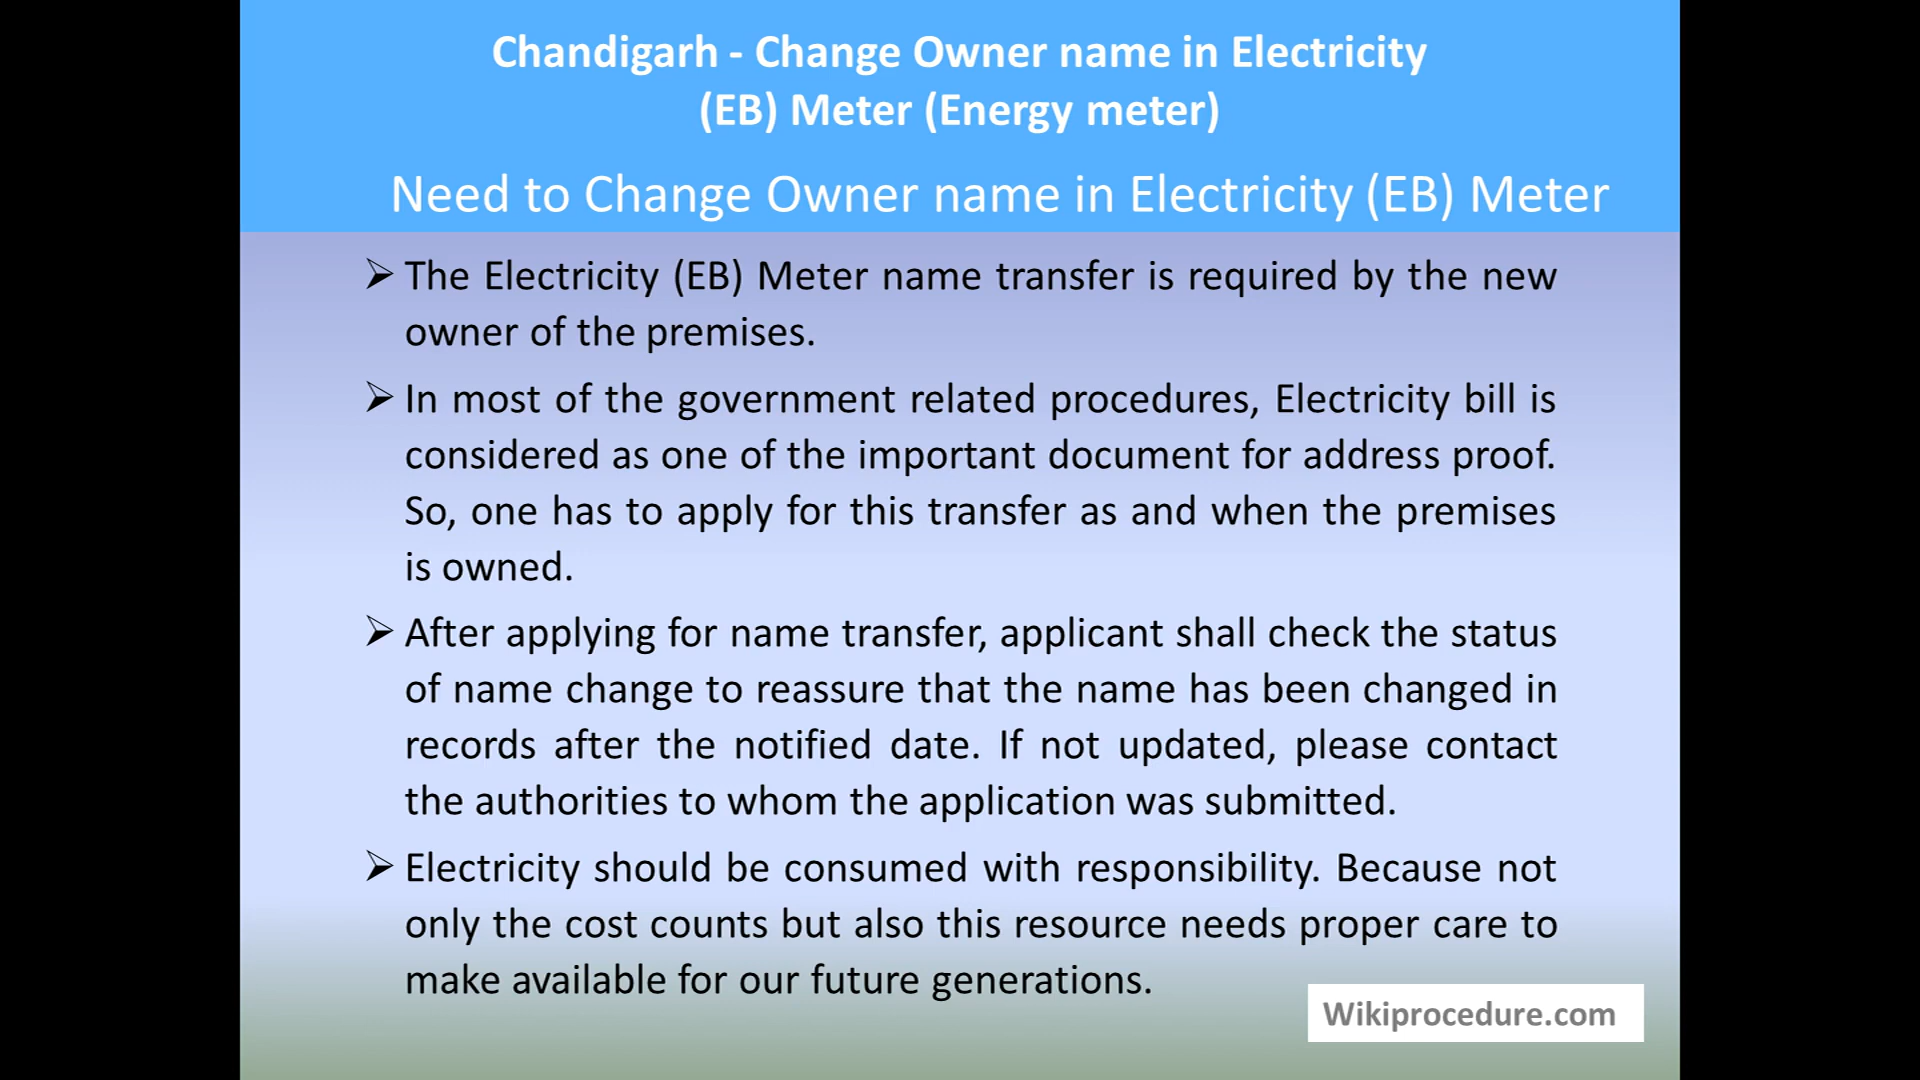 Chandigarh - Change Owner name in Electricity
(EB) Meter (Energy meter)
Need to Change Owner name in Electricity (EB) Meter
➢ The Electricity (EB) Meter name transfer is required by the new
owner of the premises.
➢ In most of the government related procedures, Electricity bill is
considered as one of the important document for address proof.
So, one has to apply for this transfer as and when the premises
is owned.
➢ After applying for name transfer, applicant shall check the status
of name change to reassure that the name has been changed in
records after the notified date. If not updated, please contact
the authorities to whom the application was submitted.
➢ Electricity should be consumed with responsibility. Because not
only the cost counts but also this resource needs proper care to
make available for our future generations.
Wikiprocedure.com